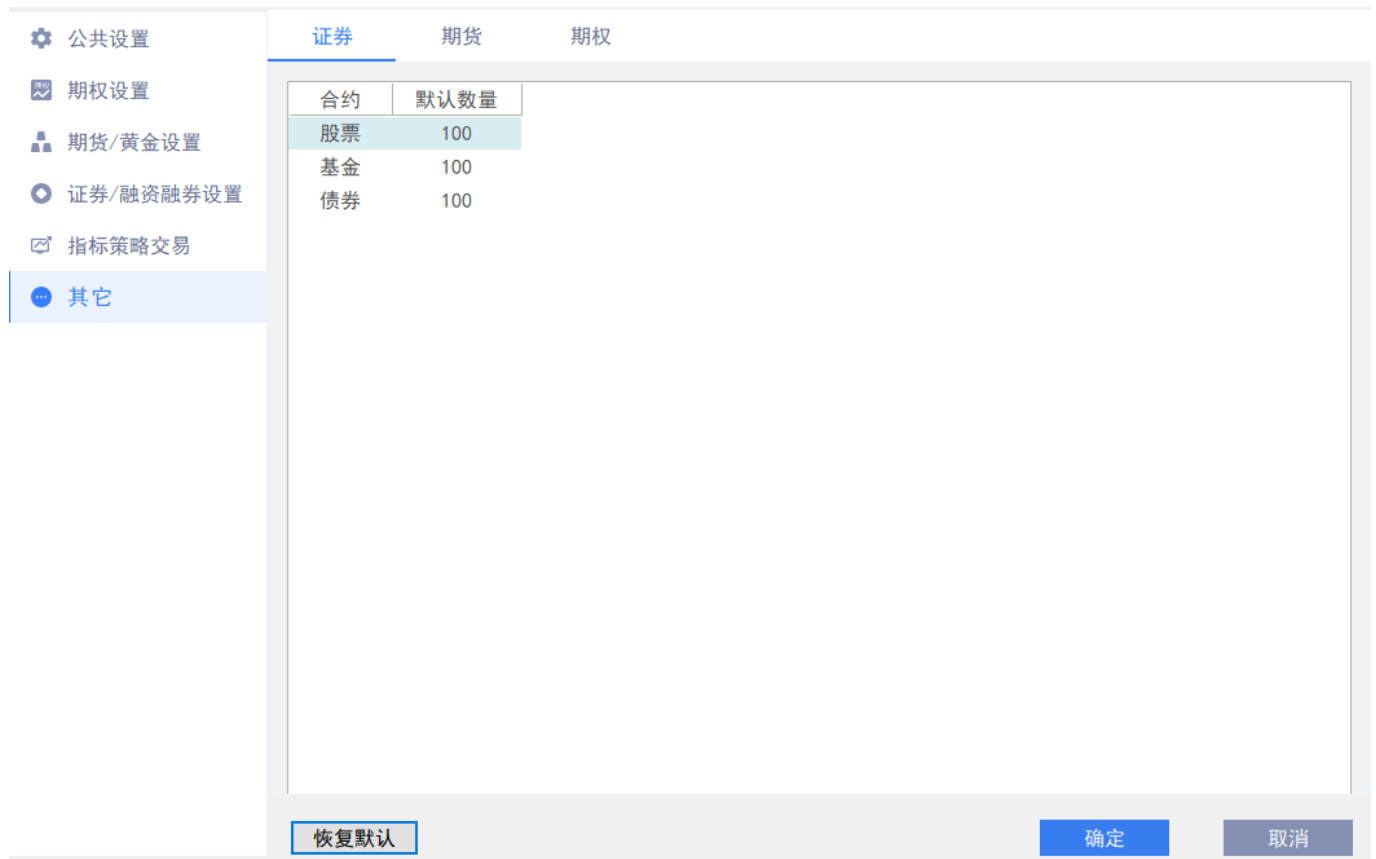 公共设置
期权设置
期货/黄金设置
证券/融资融券设置
指标策略交易
其它
证券 期货 期权
合约 默认数量
股票 100
基金 100
债券 100
恢复默认 确定 取消